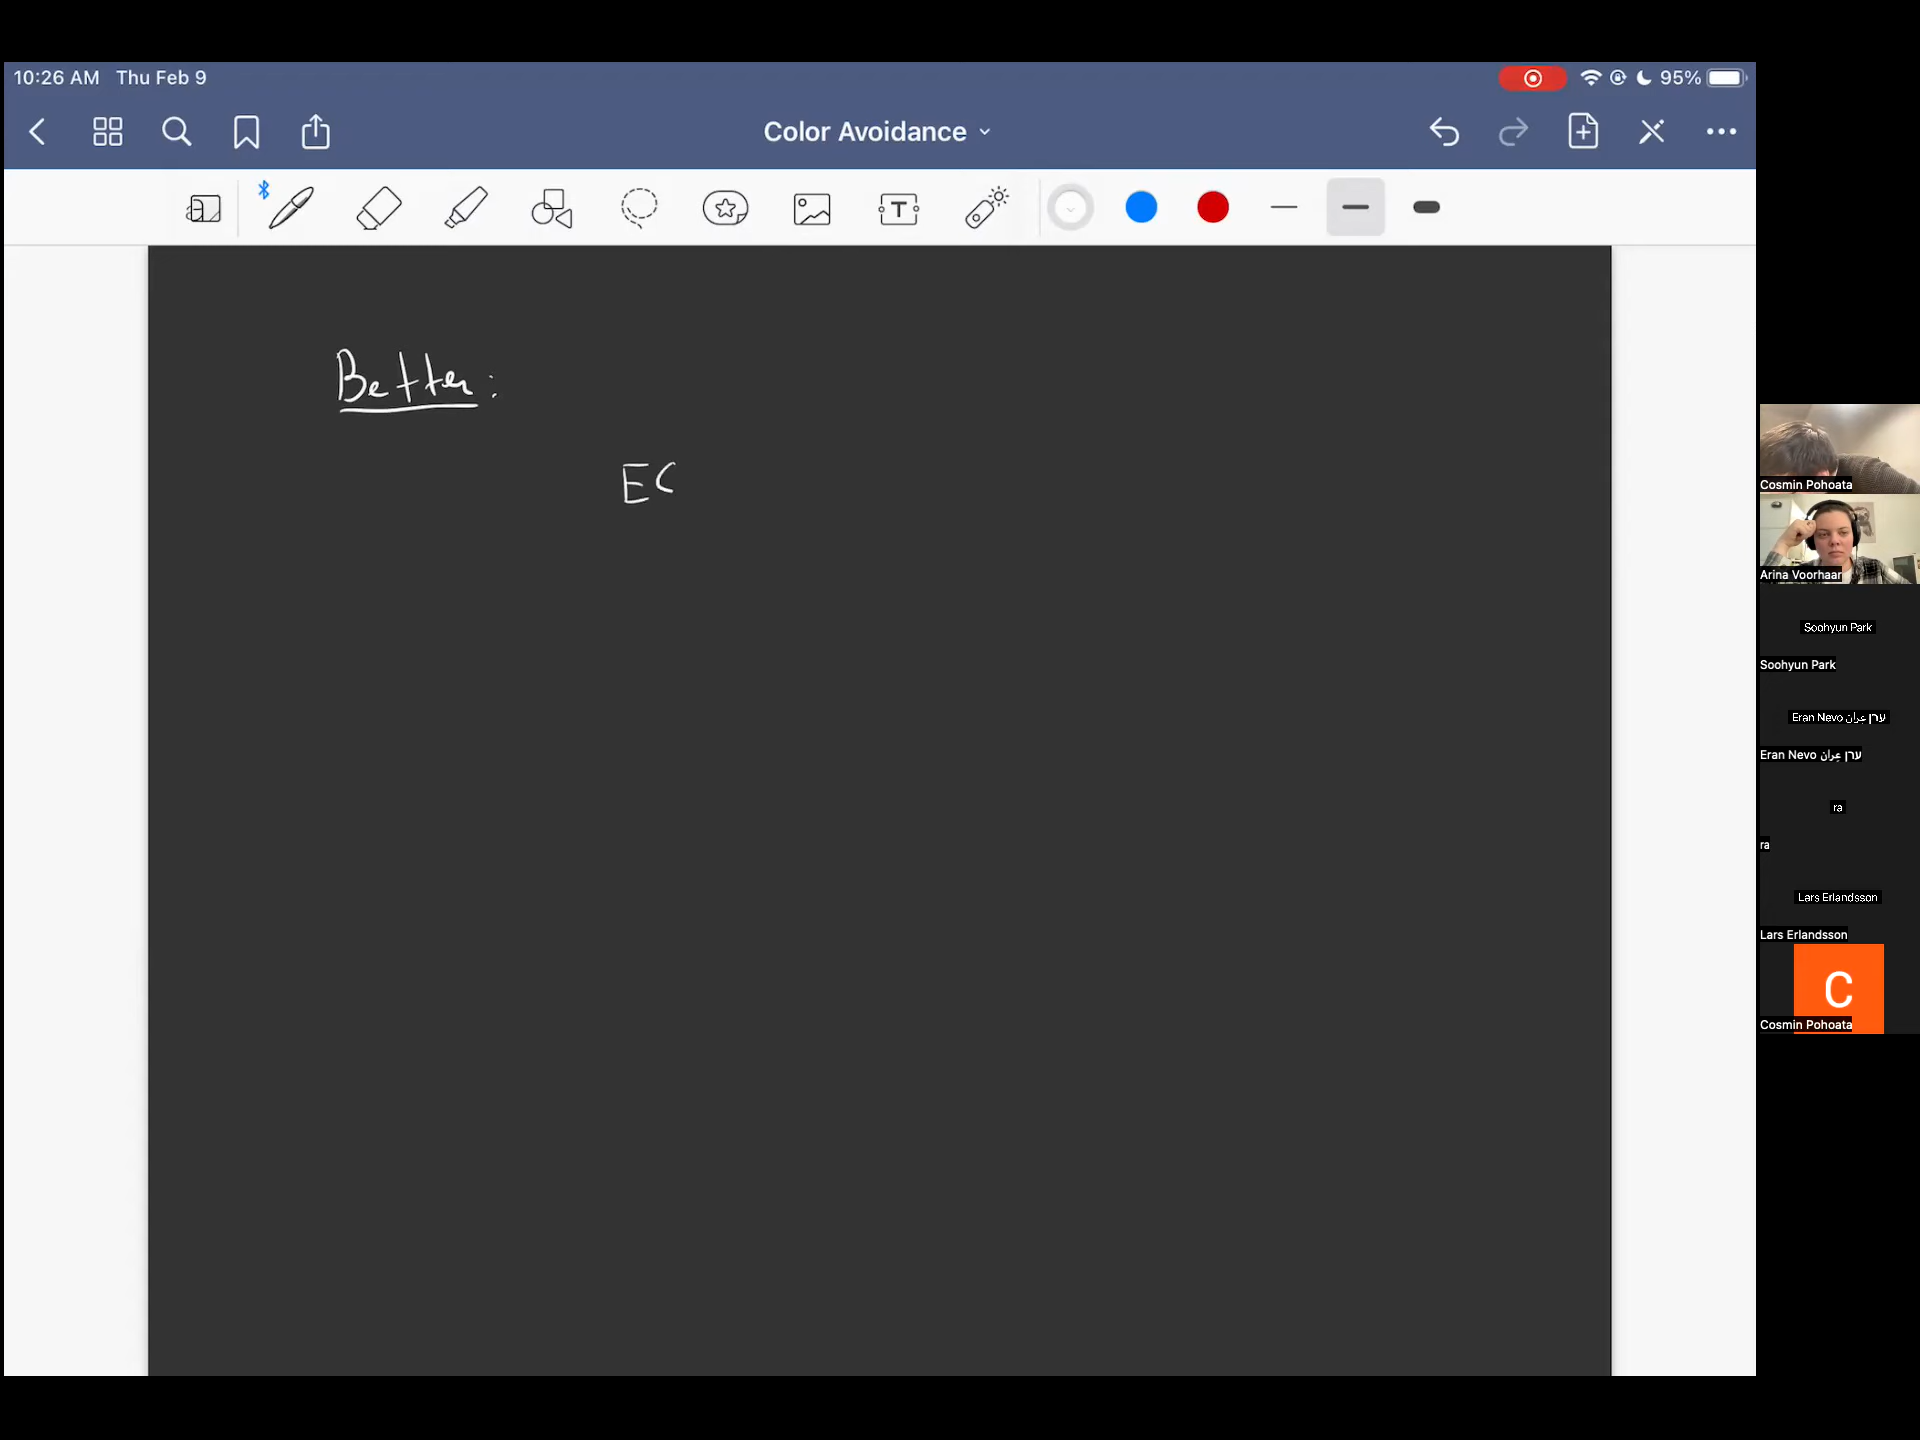 10:26 AM Thu Feb 9
95%
Color Avoidance
a
T
Better:
E(
Cosmin Pohoata
Arina Voorhaar
Soohyun Park
Soohyun Park
Eran Nevo ערן عران
Eran Nevo ערן عران
ra
ra
Lars Erlandsson
Lars Erlandsson
C
Cosmin Pohoata